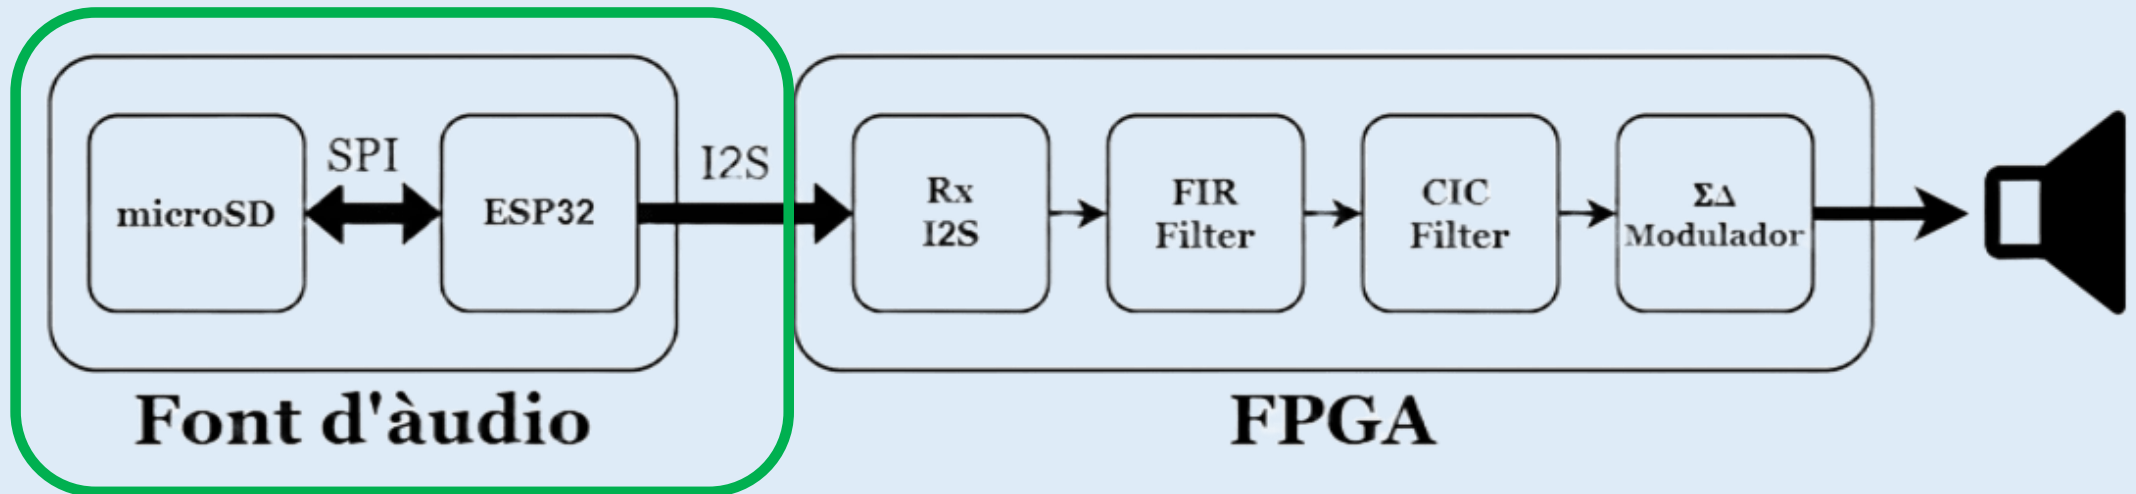 microSD
SPI
ESP32
I2S
Rx
I2S
FIR
Filter
CIC
Filter
ΣΔ
Modulador
Font d'àudio
FPGA